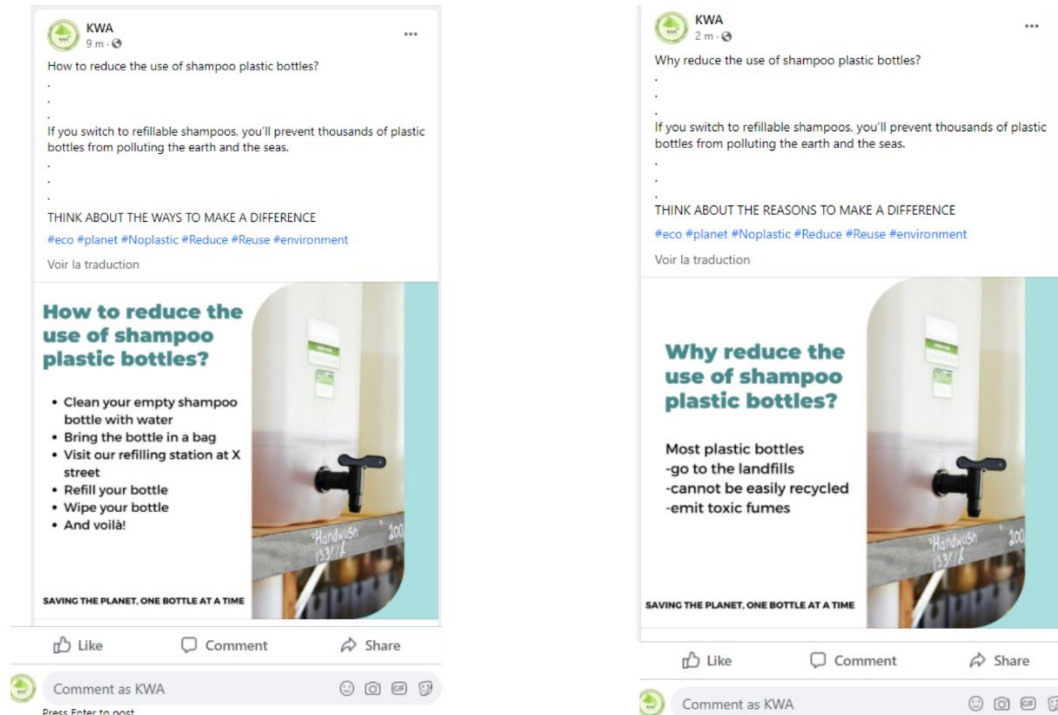 KWA
9 m
How to reduce the use of shampoo plastic bottles?
.
.
.
If you switch to refillable shampoos, you'll prevent thousands of plastic
bottles from polluting the earth and the seas.
.
.
.
THINK ABOUT THE WAYS TO MAKE A DIFFERENCE
#eco #planet #Noplastic #Reduce #Reuse #environment
Voir la traduction
How to reduce the
use of shampoo
plastic bottles?
• Clean your empty shampoo
bottle with water
• Bring the bottle in a bag
• Visit our refilling station at X
street
• Refill your bottle
• Wipe your bottle
• And voilà!
SAVING THE PLANET, ONE BOTTLE AT A TIME
Handwash
200
Like Comment Share
Comment as KWA
GIF
Press Enter to post.
KWA
2 m
Why reduce the use of shampoo plastic bottles?
.
.
.
If you switch to refillable shampoos, you'll prevent thousands of plastic
bottles from polluting the earth and the seas.
.
.
.
THINK ABOUT THE REASONS TO MAKE A DIFFERENCE
#eco #planet #Noplastic #Reduce #Reuse #environment
Voir la traduction
Why reduce the
use of shampoo
plastic bottles?
Most plastic bottles
-go to the landfills
-cannot be easily recycled
-emit toxic fumes
SAVING THE PLANET, ONE BOTTLE AT A TIME
Handwash
200
Like Comment Share
Comment as KWA
GIF